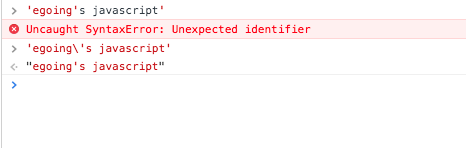 > 'egoing's javascript'
Uncaught SyntaxError: Unexpected identifier
> 'egoing\'s javascript'
< "egoing's javascript"
>